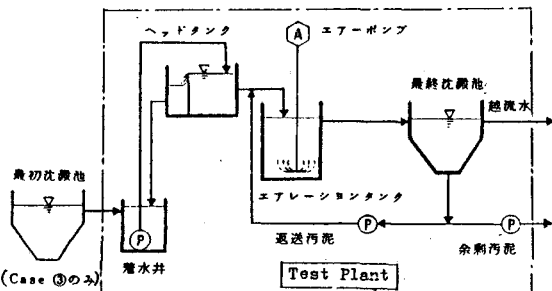 ヘッドタンク
A
エアーポンプ
最終沈澱池
越流水
最初沈澱池
エアレーションタンク
P
P
P
返送汚泥
余剰汚泥
(Case ③のみ)
着水井
Test Plant